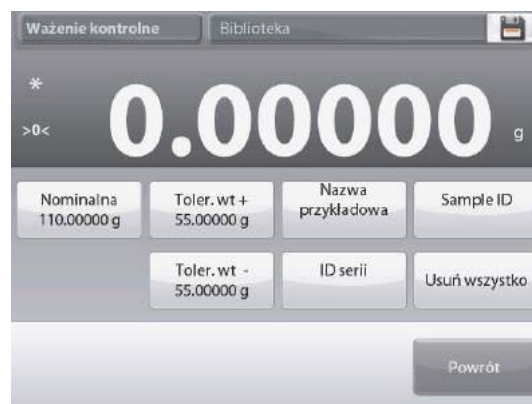 Ważenie kontrolne
Biblioteka
*
>0<
0.00000 g
Nominalna
110.00000 g
Toler. wt +
55.00000 g
Nazwa
przykładowa
Sample ID
Toler. wt -
55.00000 g
ID serii
Usuń wszystko
Powrót